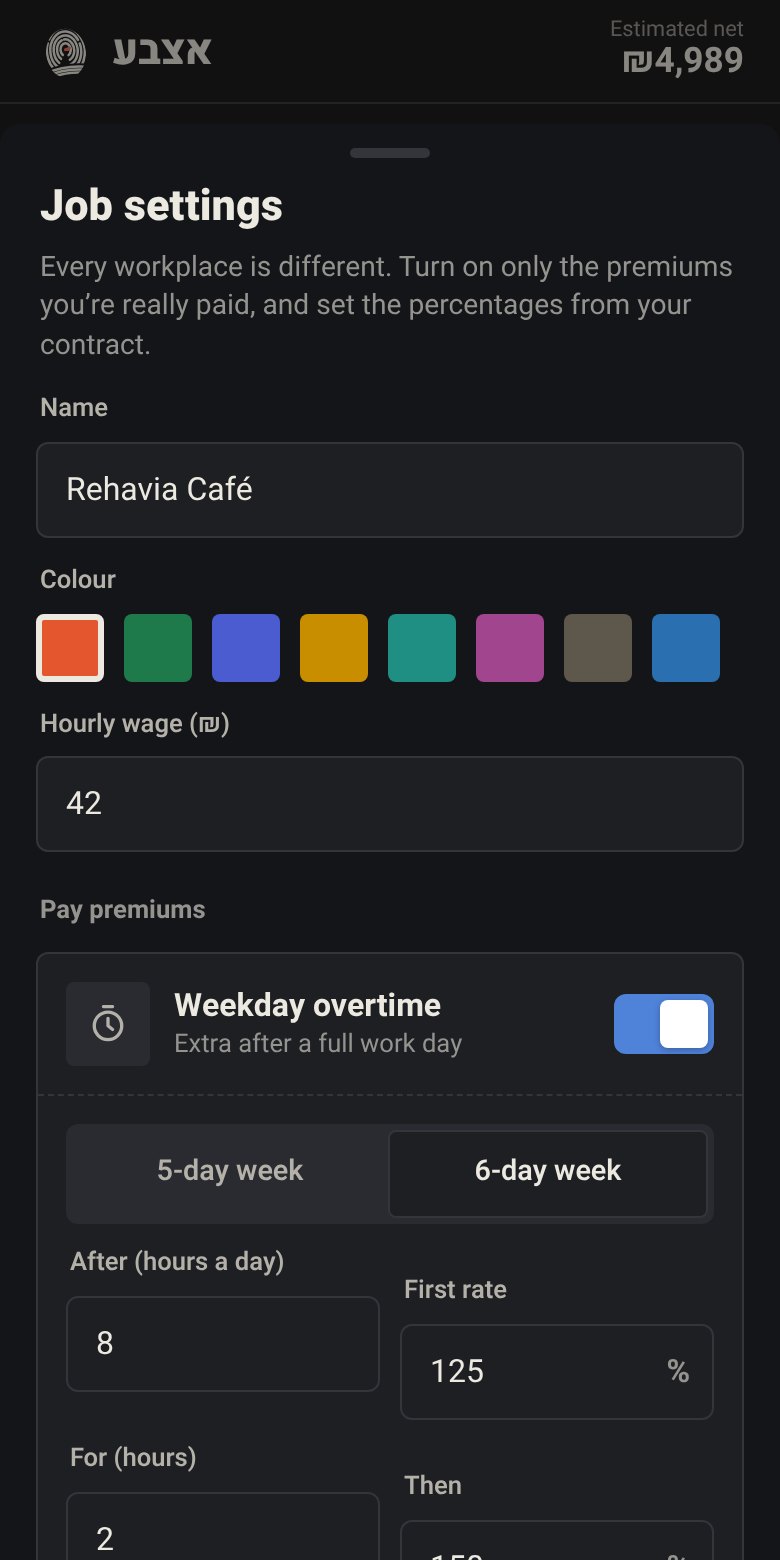 אצבע
Estimated net
₪4,989
Job settings
Every workplace is different. Turn on only the premiums
you’re really paid, and set the percentages from your
contract.
Name
Rehavia Café
Colour
Hourly wage (₪)
42
Pay premiums
Weekday overtime
Extra after a full work day
5-day week
6-day week
After (hours a day)
First rate
8
125 %
For (hours)
Then
2